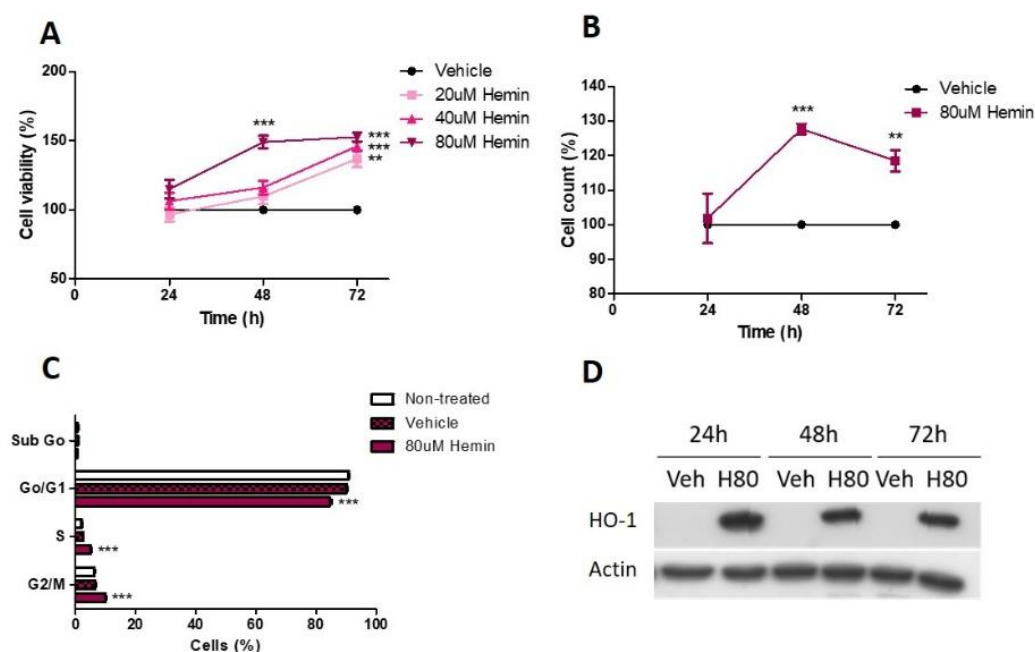 A
Vehicle
20uM Hemin
40uM Hemin
80uM Hemin
Cell viability (%)
200
150
100
50
***
***
***
**
0
24
48
72
Time (h)
B
Vehicle
80uM Hemin
Cell count (%)
140
130
120
110
100
90
80
***
**
0
24
48
72
Time (h)
C
Non-treated
Vehicle
80uM Hemin
Sub Go
Go/G1
***
S
***
G2/M
***
0
20
40
60
80
100
Cells (%)
D
24h 48h 72h
Veh H80 Veh H80 Veh H80
HO-1
Actin